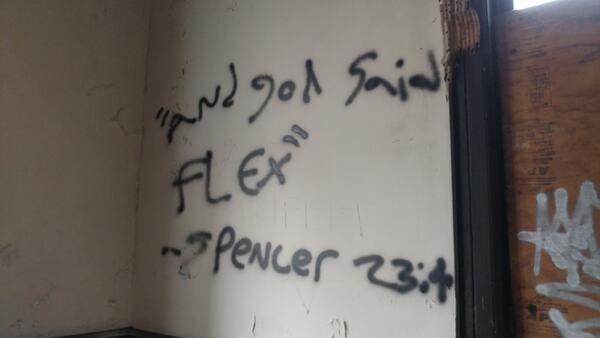 "And god said
FLEX"
~Spencer 23:4